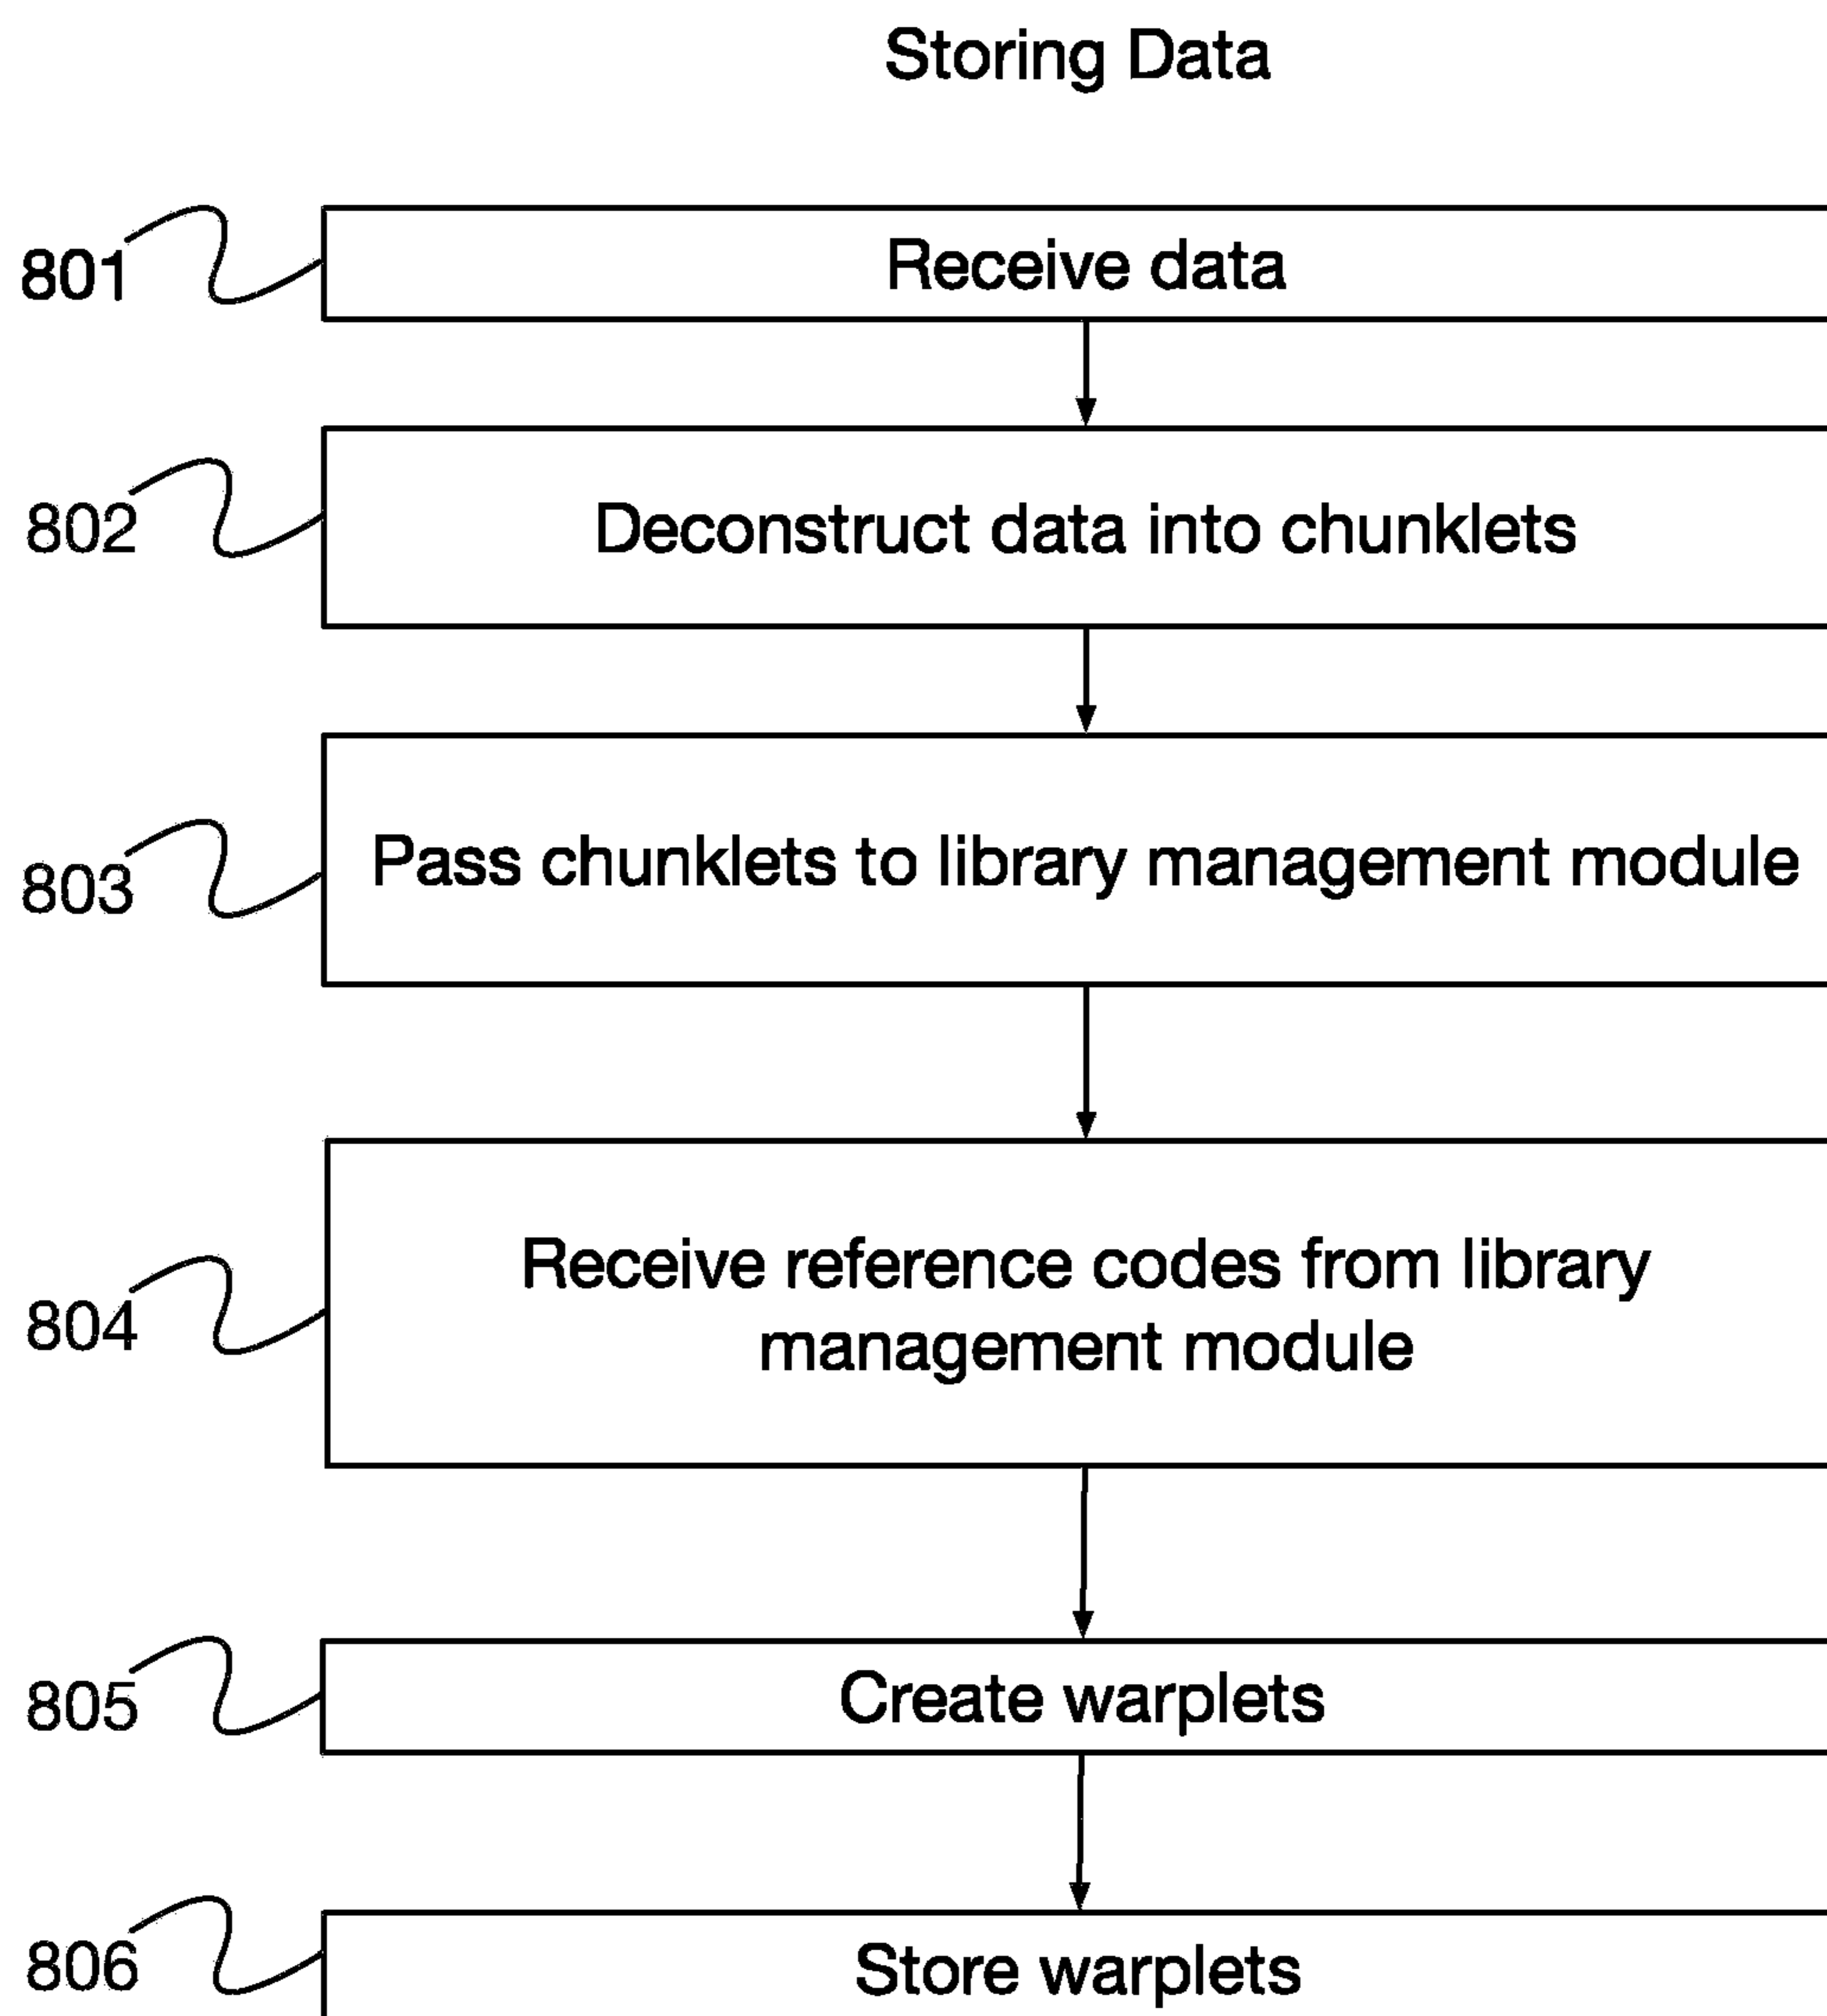 Storing Data
801
Receive data
802
Deconstruct data into chunklets
803
Pass chunklets to library management module
804
Receive reference codes from library
management module
805
Create warplets
806
Store warplets